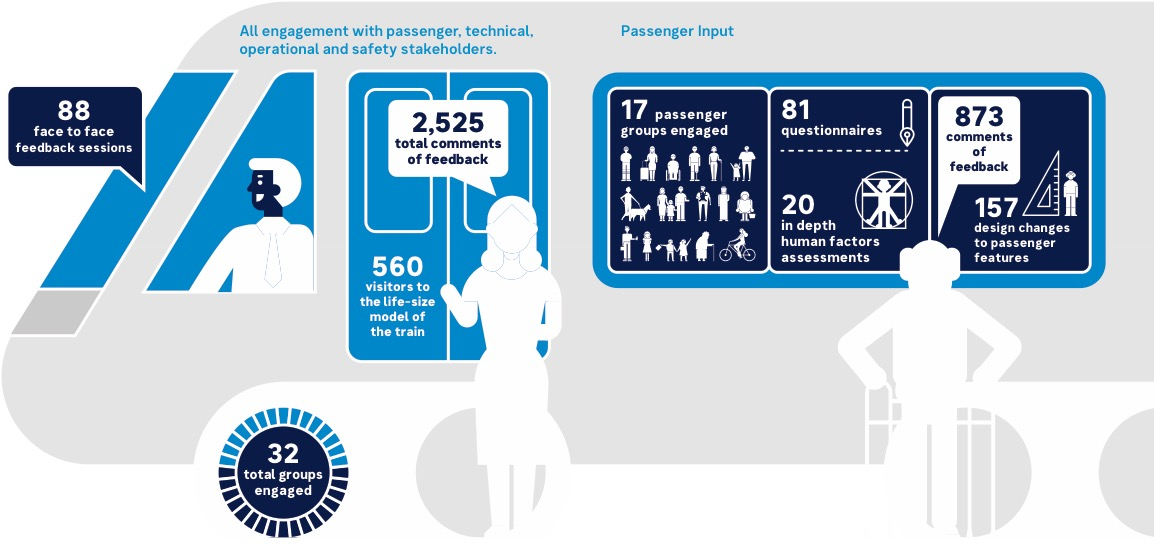 All engagement with passenger, technical,
operational and safety stakeholders.
Passenger Input
88
face to face
feedback sessions
2,525
total comments
of feedback
560
visitors to
the life-size
model of
the train
32
total groups
engaged
17 passenger
groups engaged
81
questionnaires
20
in depth
human factors
assessments
873
comments
of
feedback
157
design changes
to passenger
features